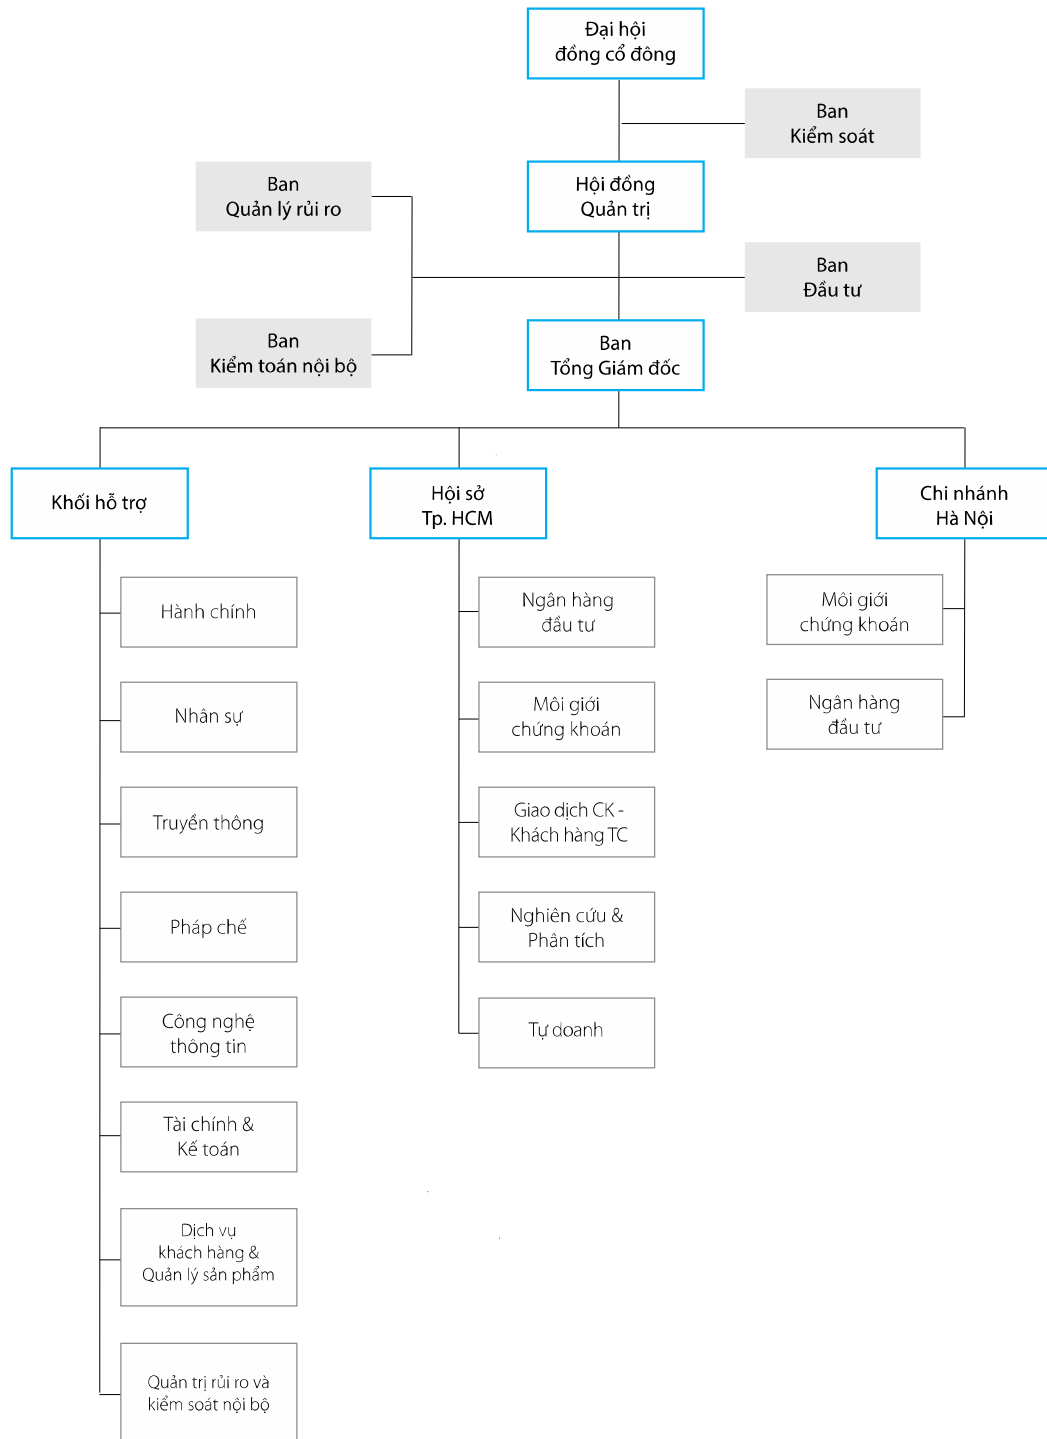 Đại hội
đồng cổ đông
Ban
Kiểm soát
Ban
Quản lý rủi ro
Hội đồng
Quản trị
Ban
Đầu tư
Ban
Kiểm toán nội bộ
Ban
Tổng Giám đốc
Khối hỗ trợ
Hành chính
Nhân sự
Truyền thông
Pháp chế
Công nghệ
thông tin
Tài chính &
Kế toán
Dịch vụ
khách hàng &
Quản lý sản phẩm
Quản trị rủi ro và
kiểm soát nội bộ
Hội sở
Tp. HCM
Ngân hàng
đầu tư
Môi giới
chứng khoán
Giao dịch CK -
Khách hàng TC
Nghiên cứu &
Phân tích
Tự doanh
Chi nhánh
Hà Nội
Môi giới
chứng khoán
Ngân hàng
đầu tư